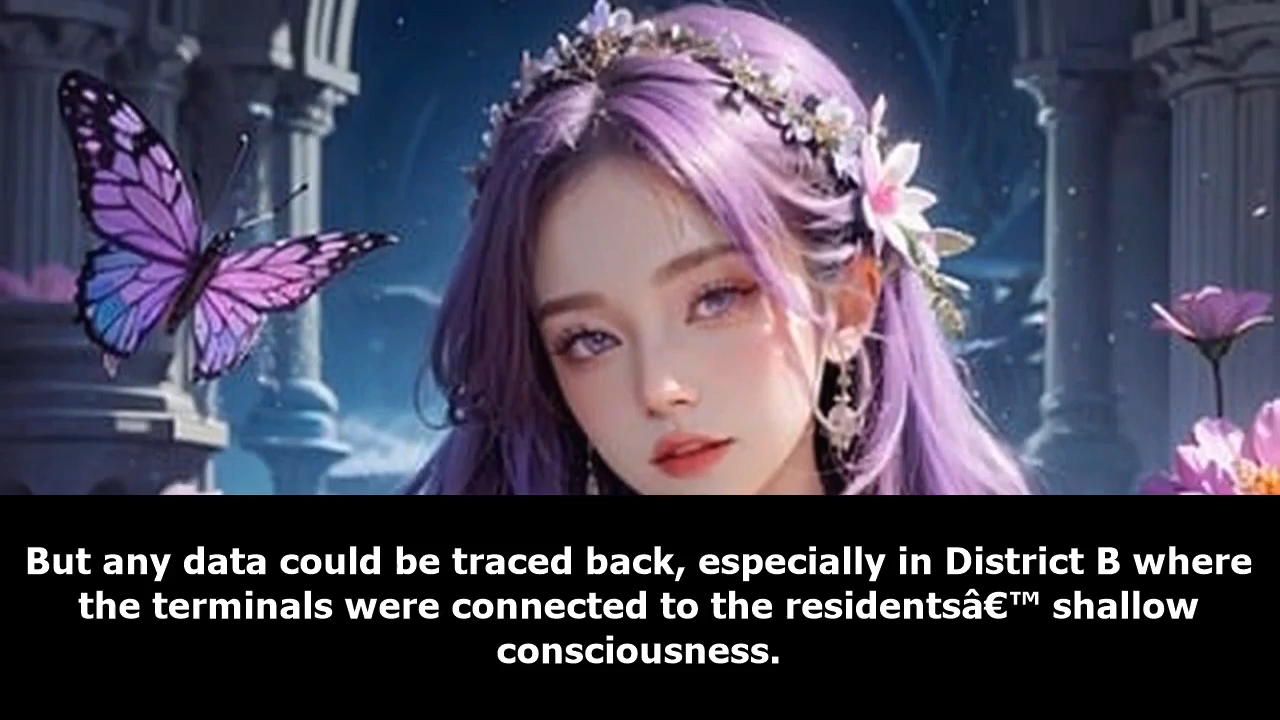 But any data could be traced back, especially in District B where
the terminals were connected to the residentsâ€™ shallow
consciousness.